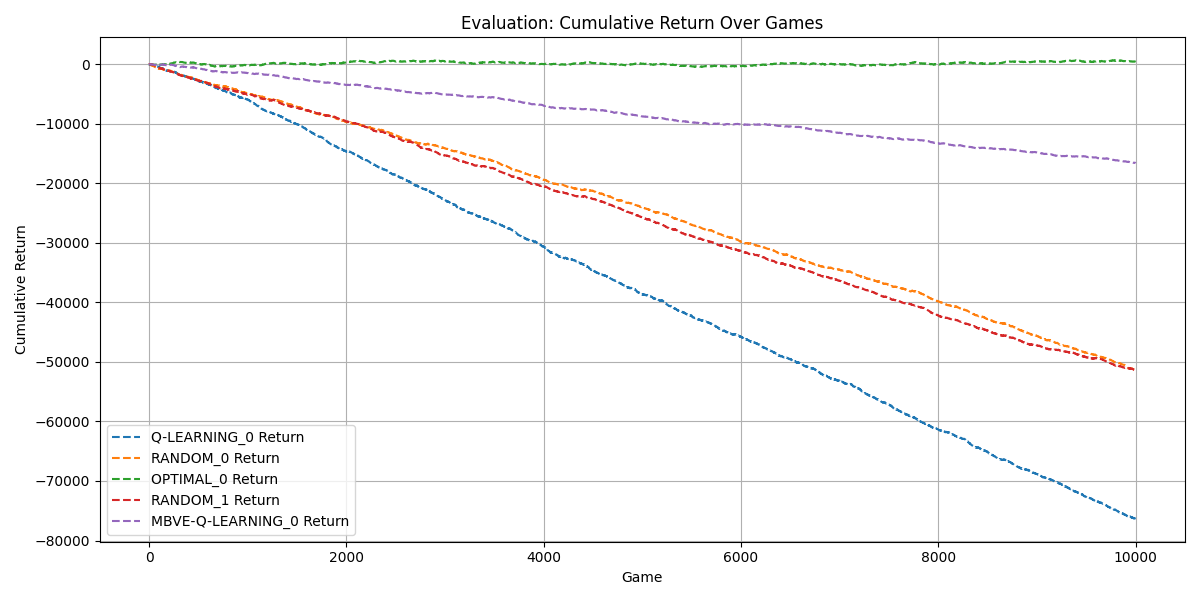 Evaluation: Cumulative Return Over Games
Cumulative Return
0
−10000
−20000
−30000
−40000
−50000
−60000
−70000
−80000
Q-LEARNING_0 Return
RANDOM_0 Return
OPTIMAL_0 Return
RANDOM_1 Return
MBVE-Q-LEARNING_0 Return
0 2000 4000 6000 8000 10000
Game